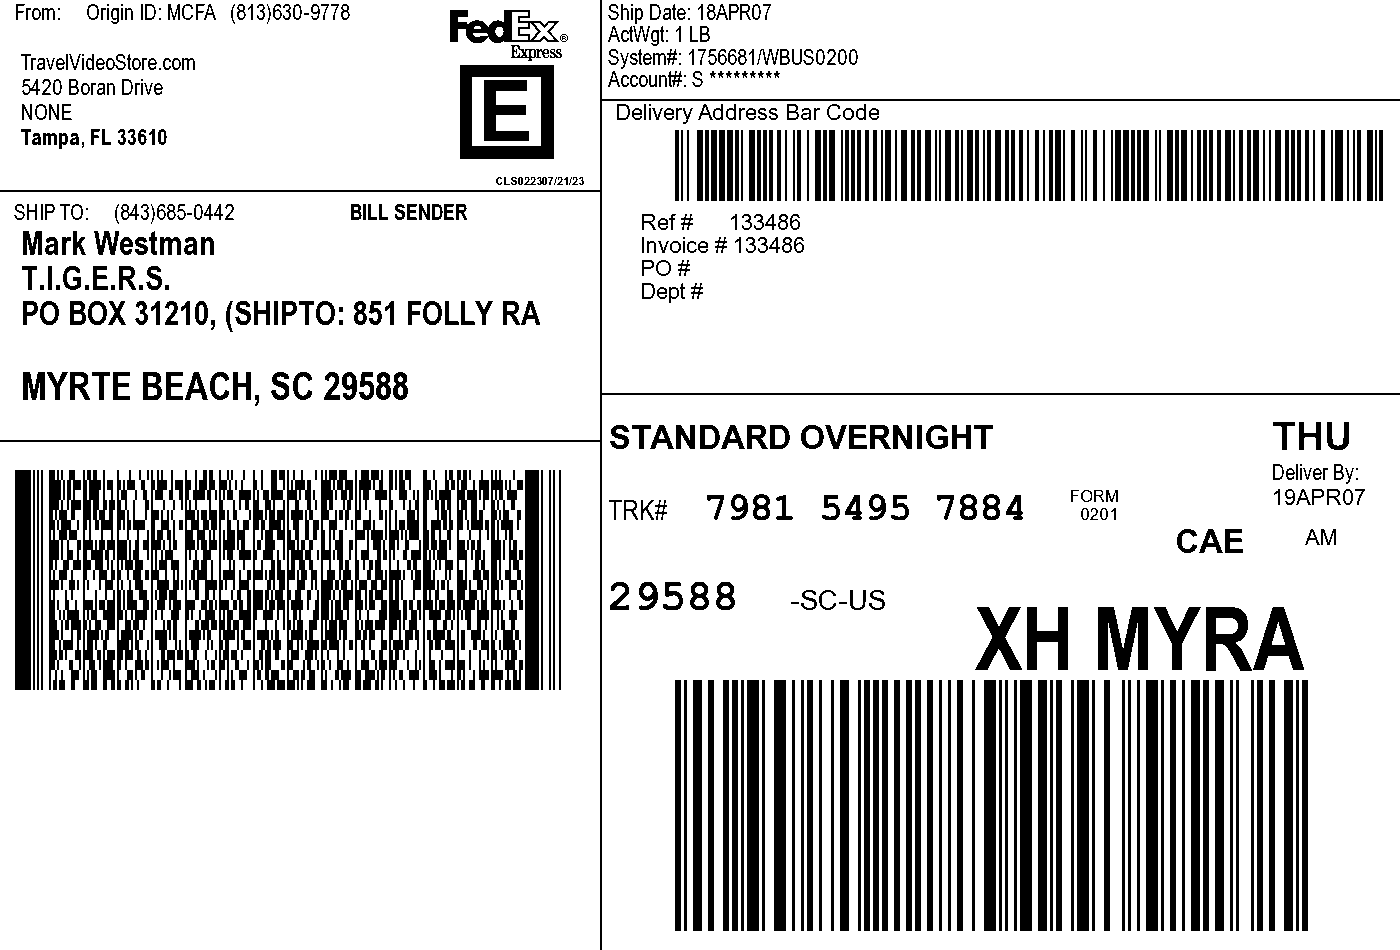 From: Origin ID: MCFA (813)630-9778
TravelVideoStore.com
5420 Boran Drive
NONE
Tampa, FL 33610
FedEx®
Express
E
CLS022307/21/23
SHIP TO: (843)685-0442 BILL SENDER
Mark Westman
T.I.G.E.R.S.
PO BOX 31210, (SHIPTO: 851 FOLLY RA
MYRTE BEACH, SC 29588
Ship Date: 18APR07
ActWgt: 1 LB
System#: 1756681/WBUS0200
Account#: S *********
Delivery Address Bar Code
Ref # 133486
Invoice # 133486
PO #
Dept #
STANDARD OVERNIGHT
THU
Deliver By:
19APR07
TRK# 7981 5495 7884
FORM
0201
CAE
AM
29588 -SC-US
XH MYRA